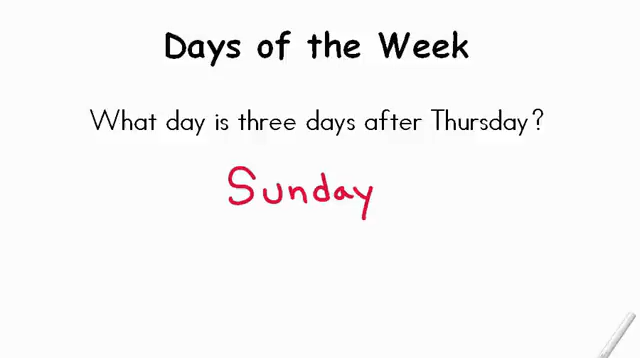 Days of the Week
What day is three days after Thursday?
Sunday